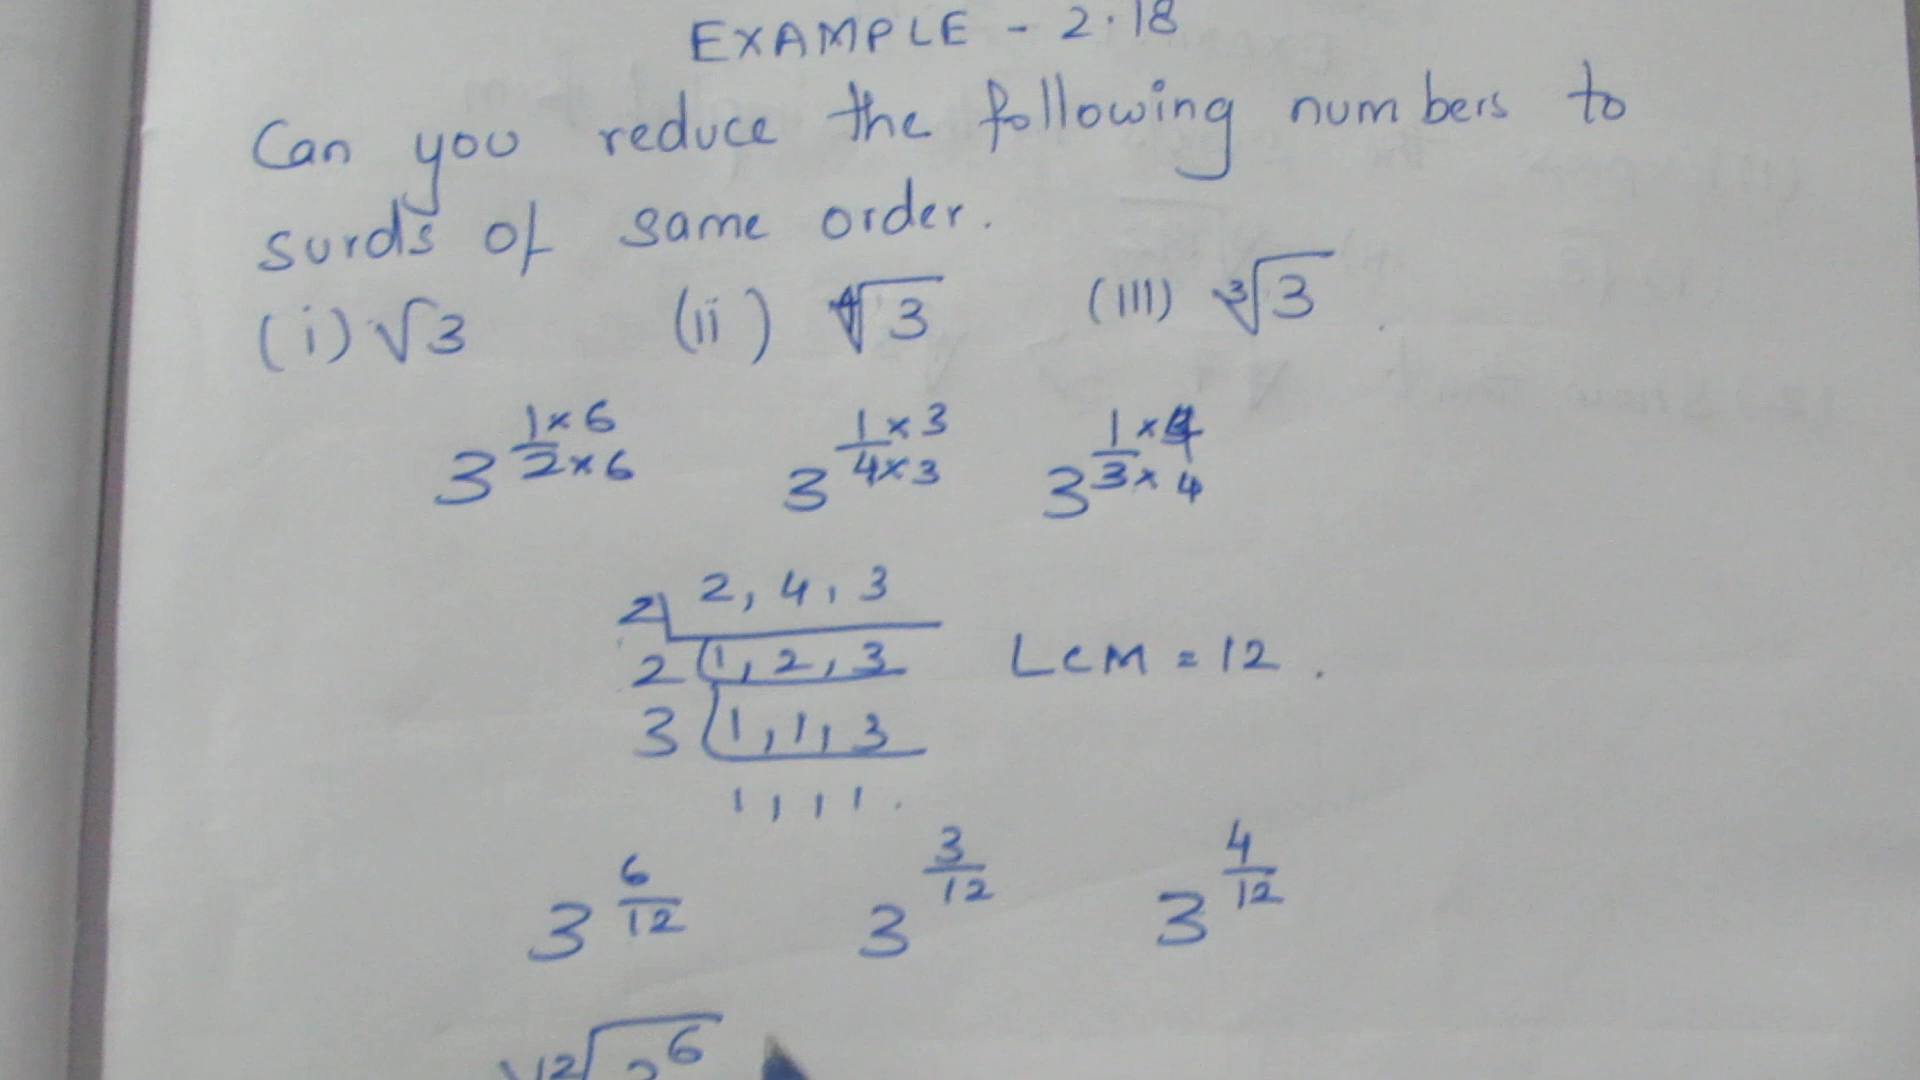 EXAMPLE - 2.18
Can you reduce the following numbers to
surds of same order.
(i) √3 (ii) ∜3 (III) ∛3
3^(1×6/2×6) 3^(1×3/4×3) 3^(1×4/3×4)
2 | 2, 4, 3
2 | 1, 2, 3 LCM = 12.
3 | 1, 1, 3
1, 1, 1.
3^(6/12) 3^(3/12) 3^(4/12)
12√3^6